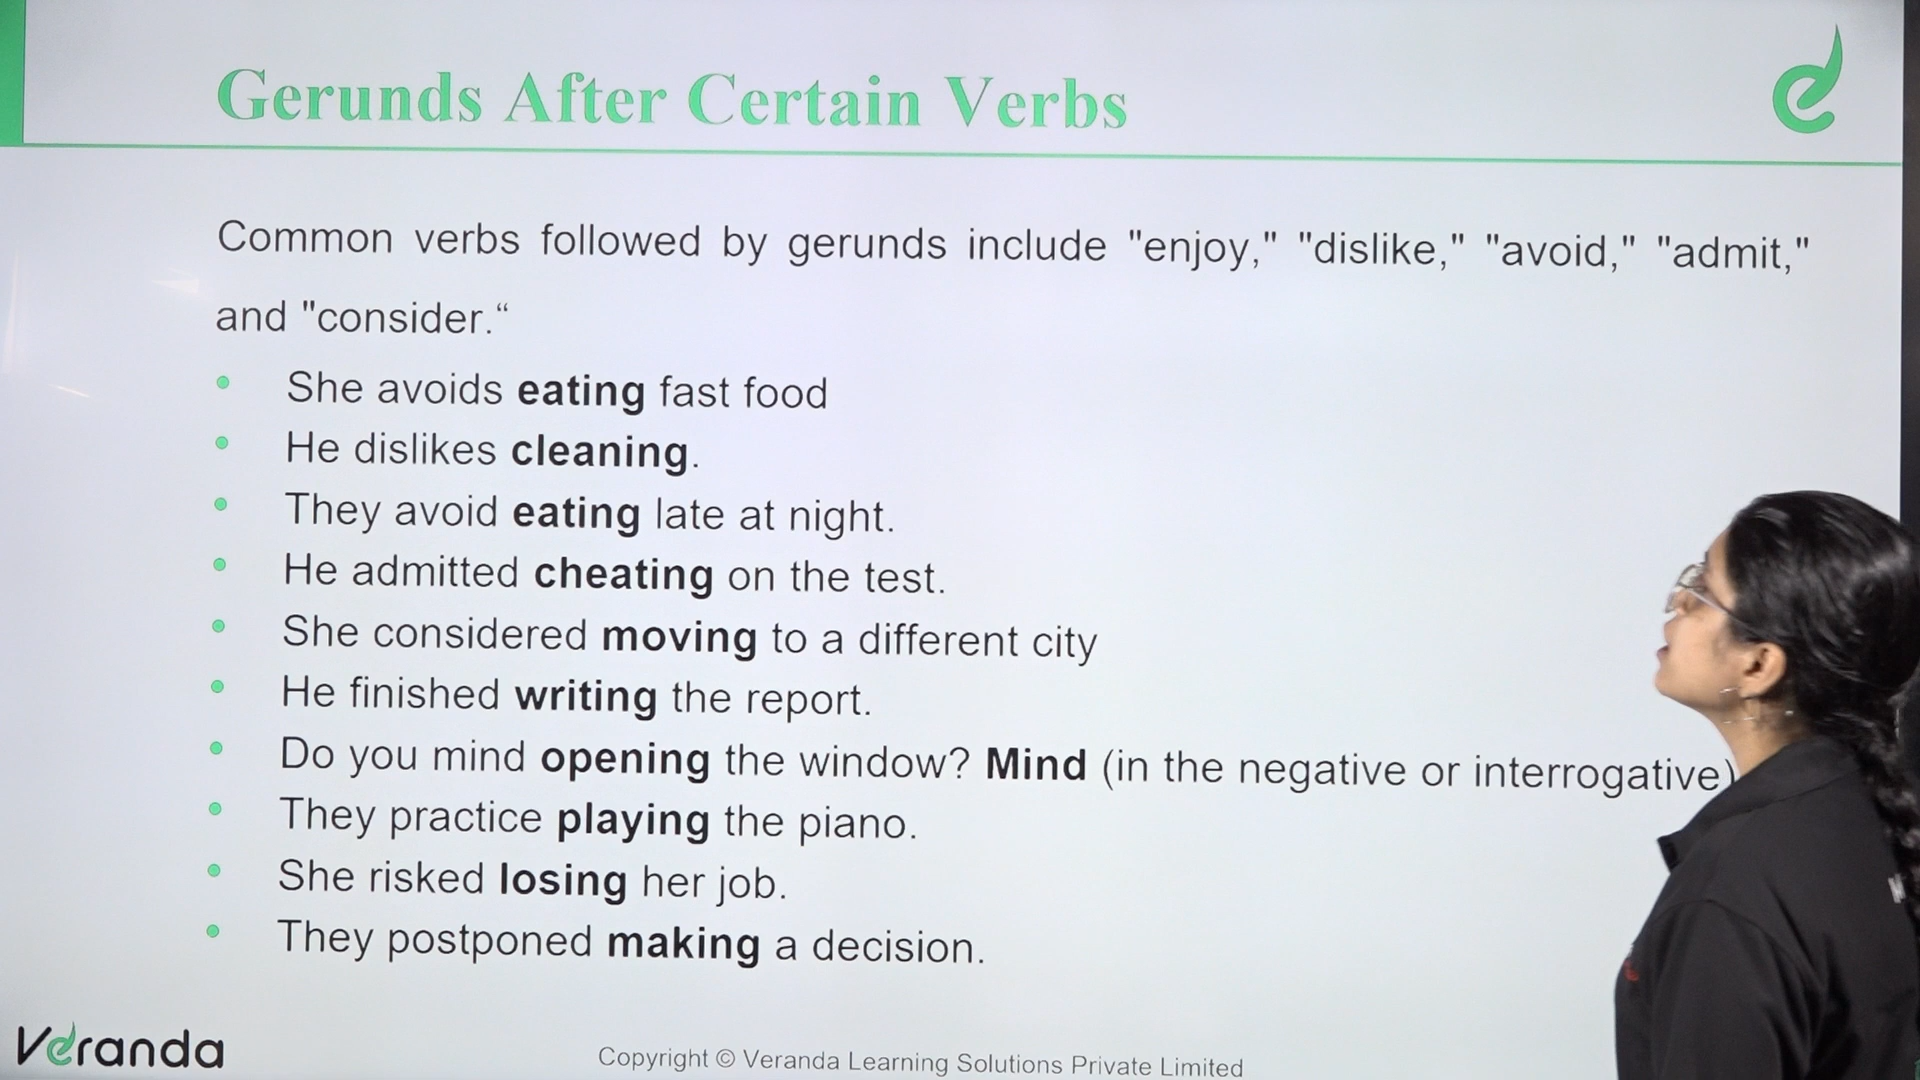 Gerunds After Certain Verbs
Common verbs followed by gerunds include "enjoy," "dislike," "avoid," "admit,"
and "consider.“
• She avoids eating fast food
• He dislikes cleaning.
• They avoid eating late at night.
• He admitted cheating on the test.
• She considered moving to a different city
• He finished writing the report.
• Do you mind opening the window? Mind (in the negative or interrogative)
• They practice playing the piano.
• She risked losing her job.
• They postponed making a decision.
Veranda
Copyright © Veranda Learning Solutions Private Limited